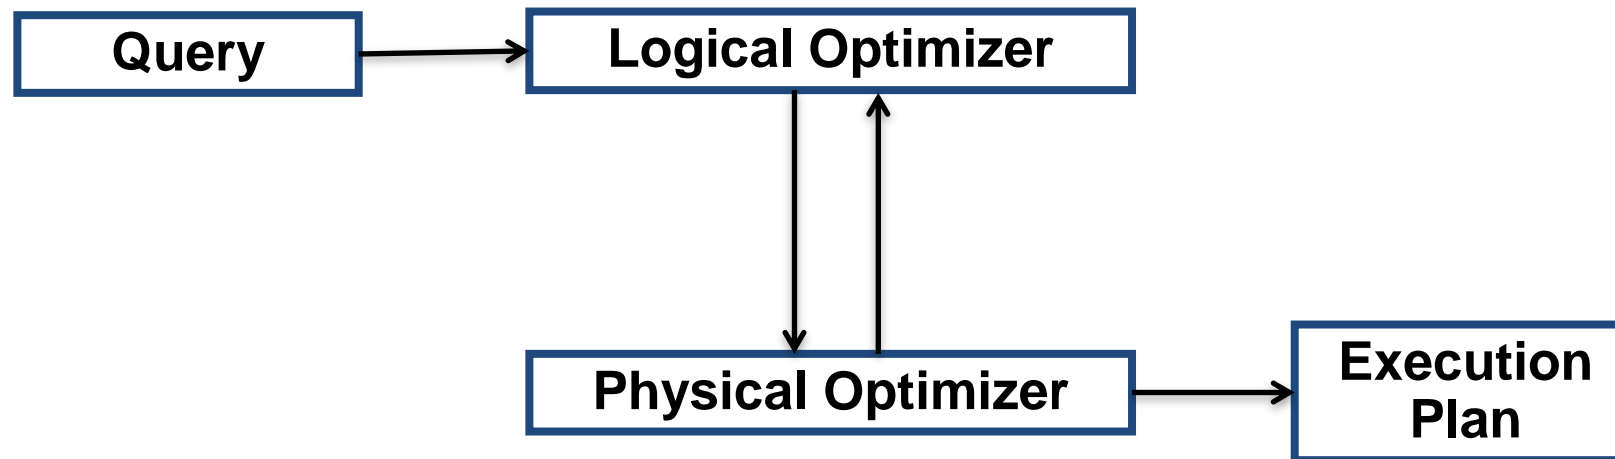 Query
Logical Optimizer
Physical Optimizer
Execution
Plan